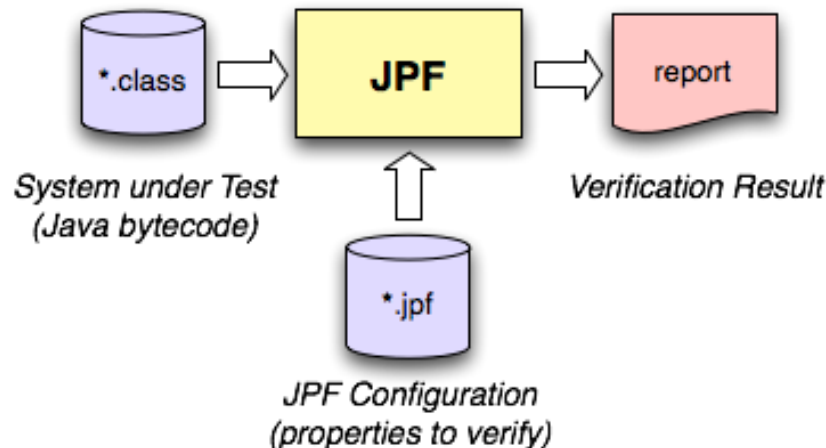 *.class
JPF
report
System under Test
(Java bytecode)
Verification Result
*.jpf
JPF Configuration
(properties to verify)